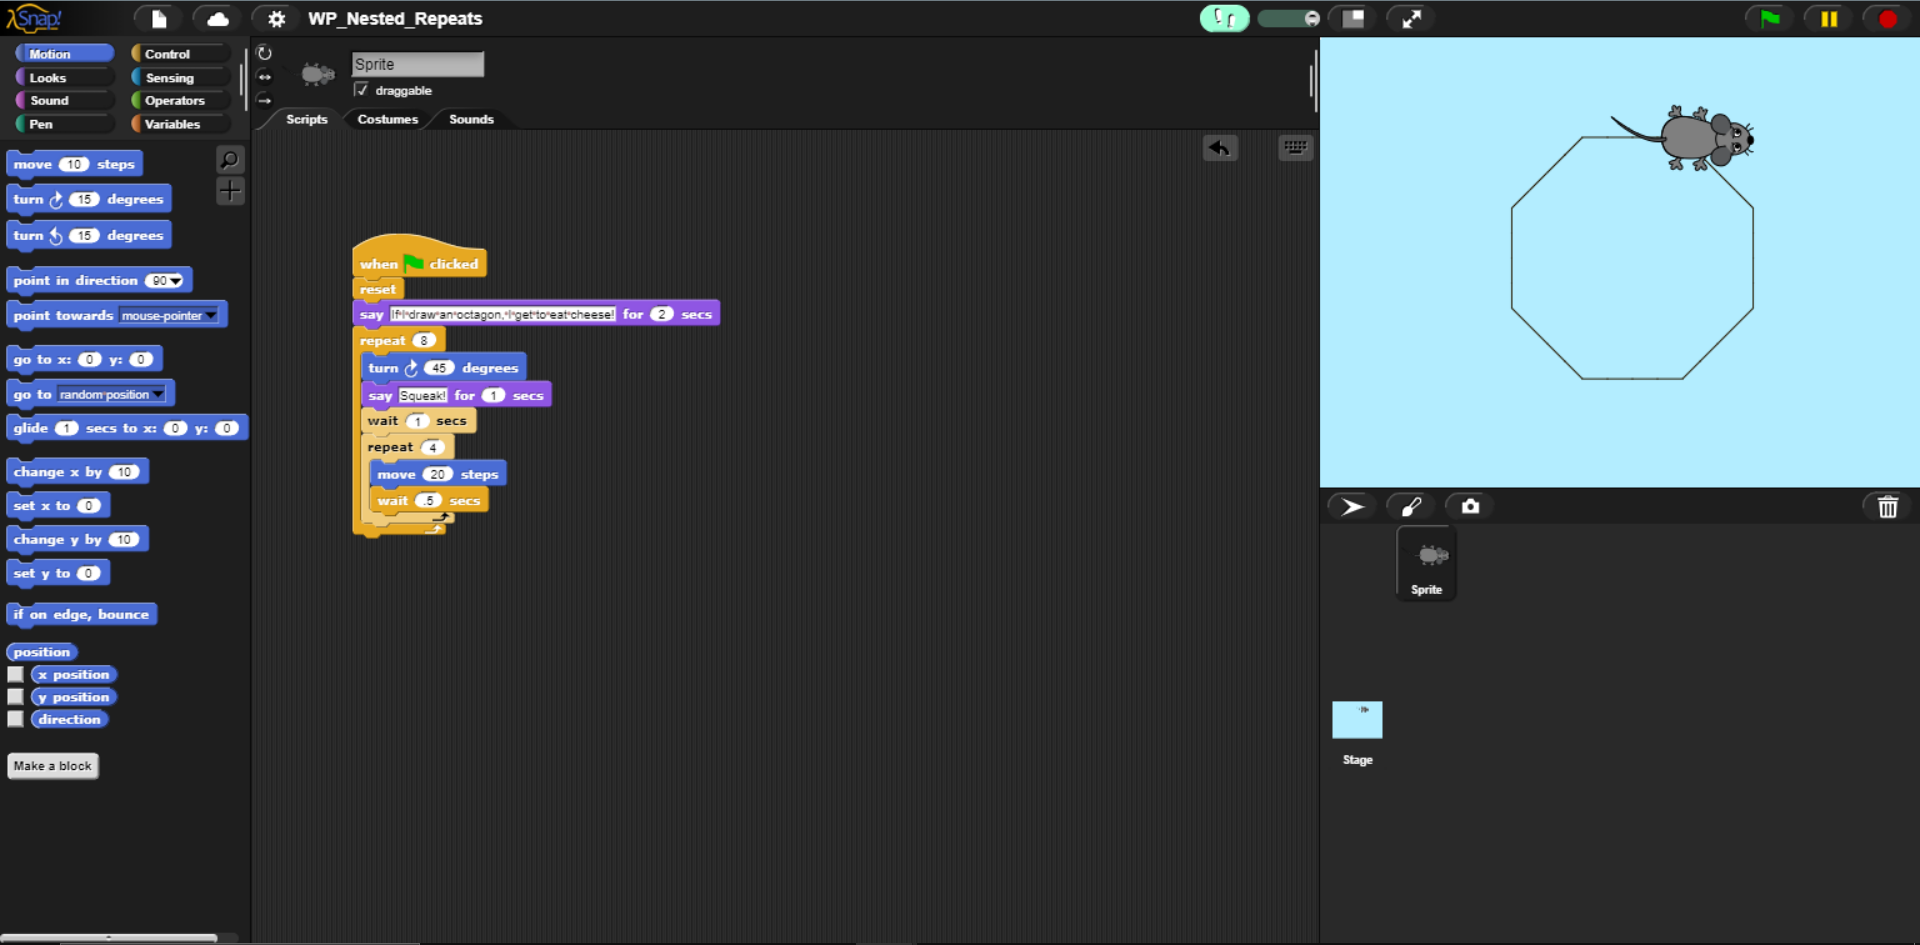 Snap!
WP_Nested_Repeats
Motion
Control
Looks
Sensing
Sound
Operators
Pen
Variables
Sprite
draggable
Scripts
Costumes
Sounds
move 10 steps
turn 15 degrees
turn 15 degrees
point in direction 90
point towards mouse-pointer
go to x: 0 y: 0
go to random position
glide 1 secs to x: 0 y: 0
change x by 10
set x to 0
change y by 10
set y to 0
if on edge, bounce
position
x position
y position
direction
Make a block
when clicked
reset
say If I draw an octagon, I get to eat cheese! for 2 secs
repeat 8
turn 45 degrees
say Squeak! for 1 secs
wait 1 secs
repeat 4
move 20 steps
wait .5 secs
Sprite
Stage